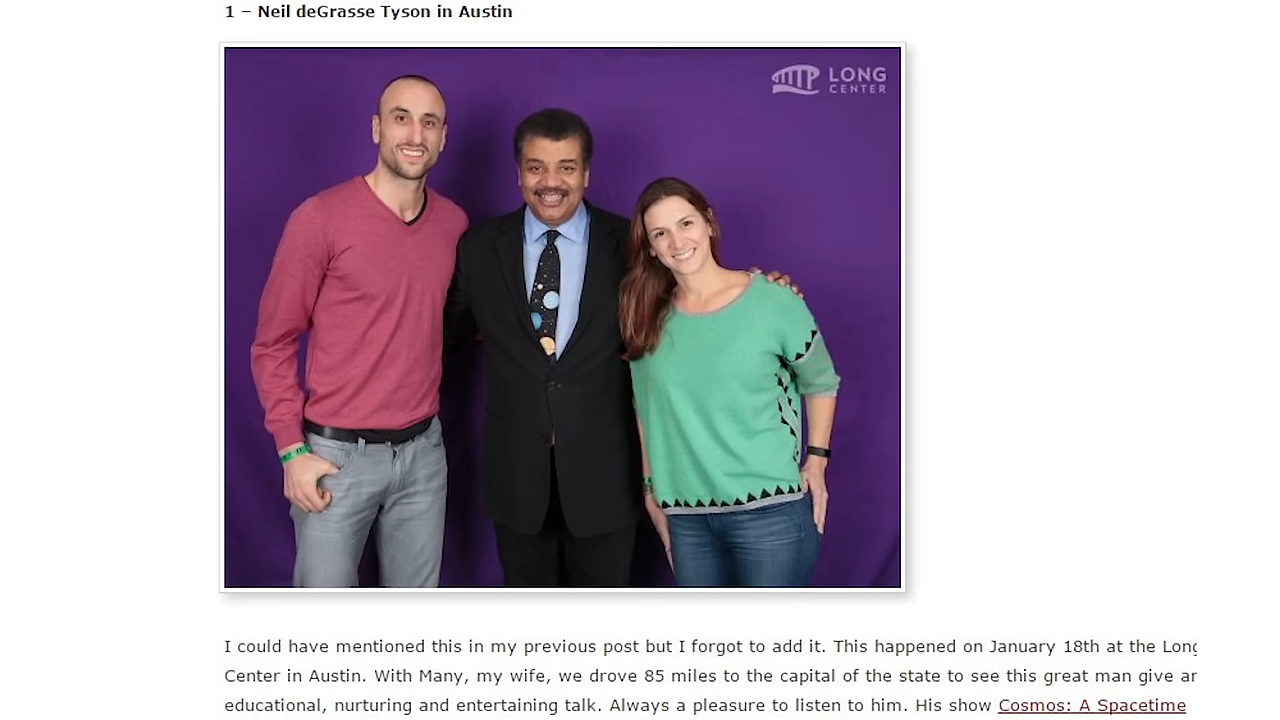 1 – Neil deGrasse Tyson in Austin
LONG
CENTER
I could have mentioned this in my previous post but I forgot to add it. This happened on January 18th at the Long
Center in Austin. With Many, my wife, we drove 85 miles to the capital of the state to see this great man give an
educational, nurturing and entertaining talk. Always a pleasure to listen to him. His show Cosmos: A Spacetime